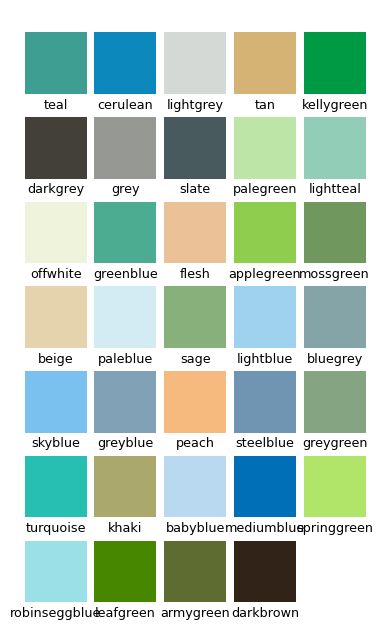 teal cerulean lightgrey tan kellygreen
darkgrey grey slate palegreen lightteal
offwhite greenblue flesh applegreen mossgreen
beige paleblue sage lightblue bluegrey
skyblue greyblue peach steelblue greygreen
turquoise khaki babyblue mediumblue springgreen
robinseggblue leafgreen armygreen darkbrown